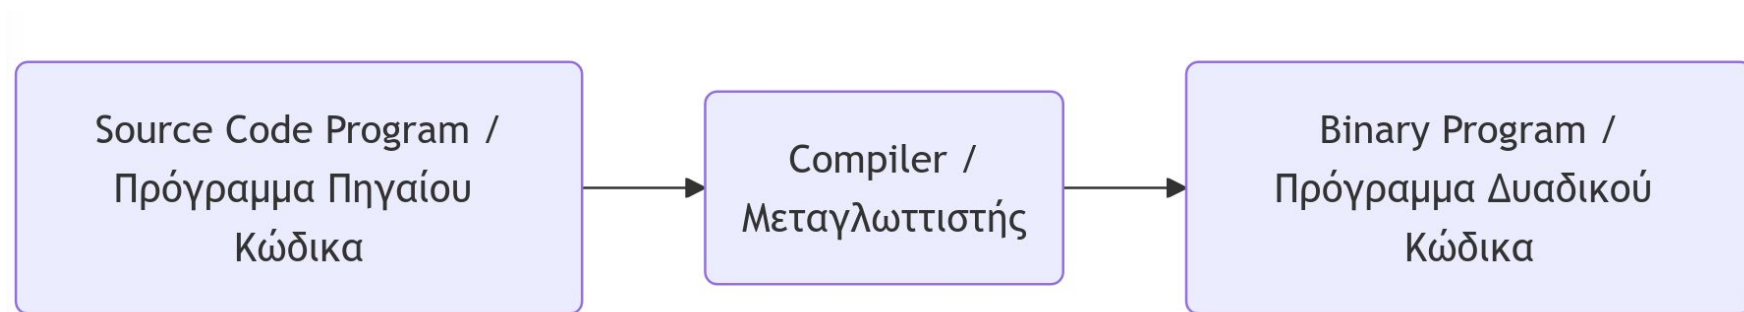 Source Code Program /
Πρόγραμμα Πηγαίου
Κώδικα
Compiler /
Μεταγλωττιστής
Binary Program /
Πρόγραμμα Δυαδικού
Κώδικα